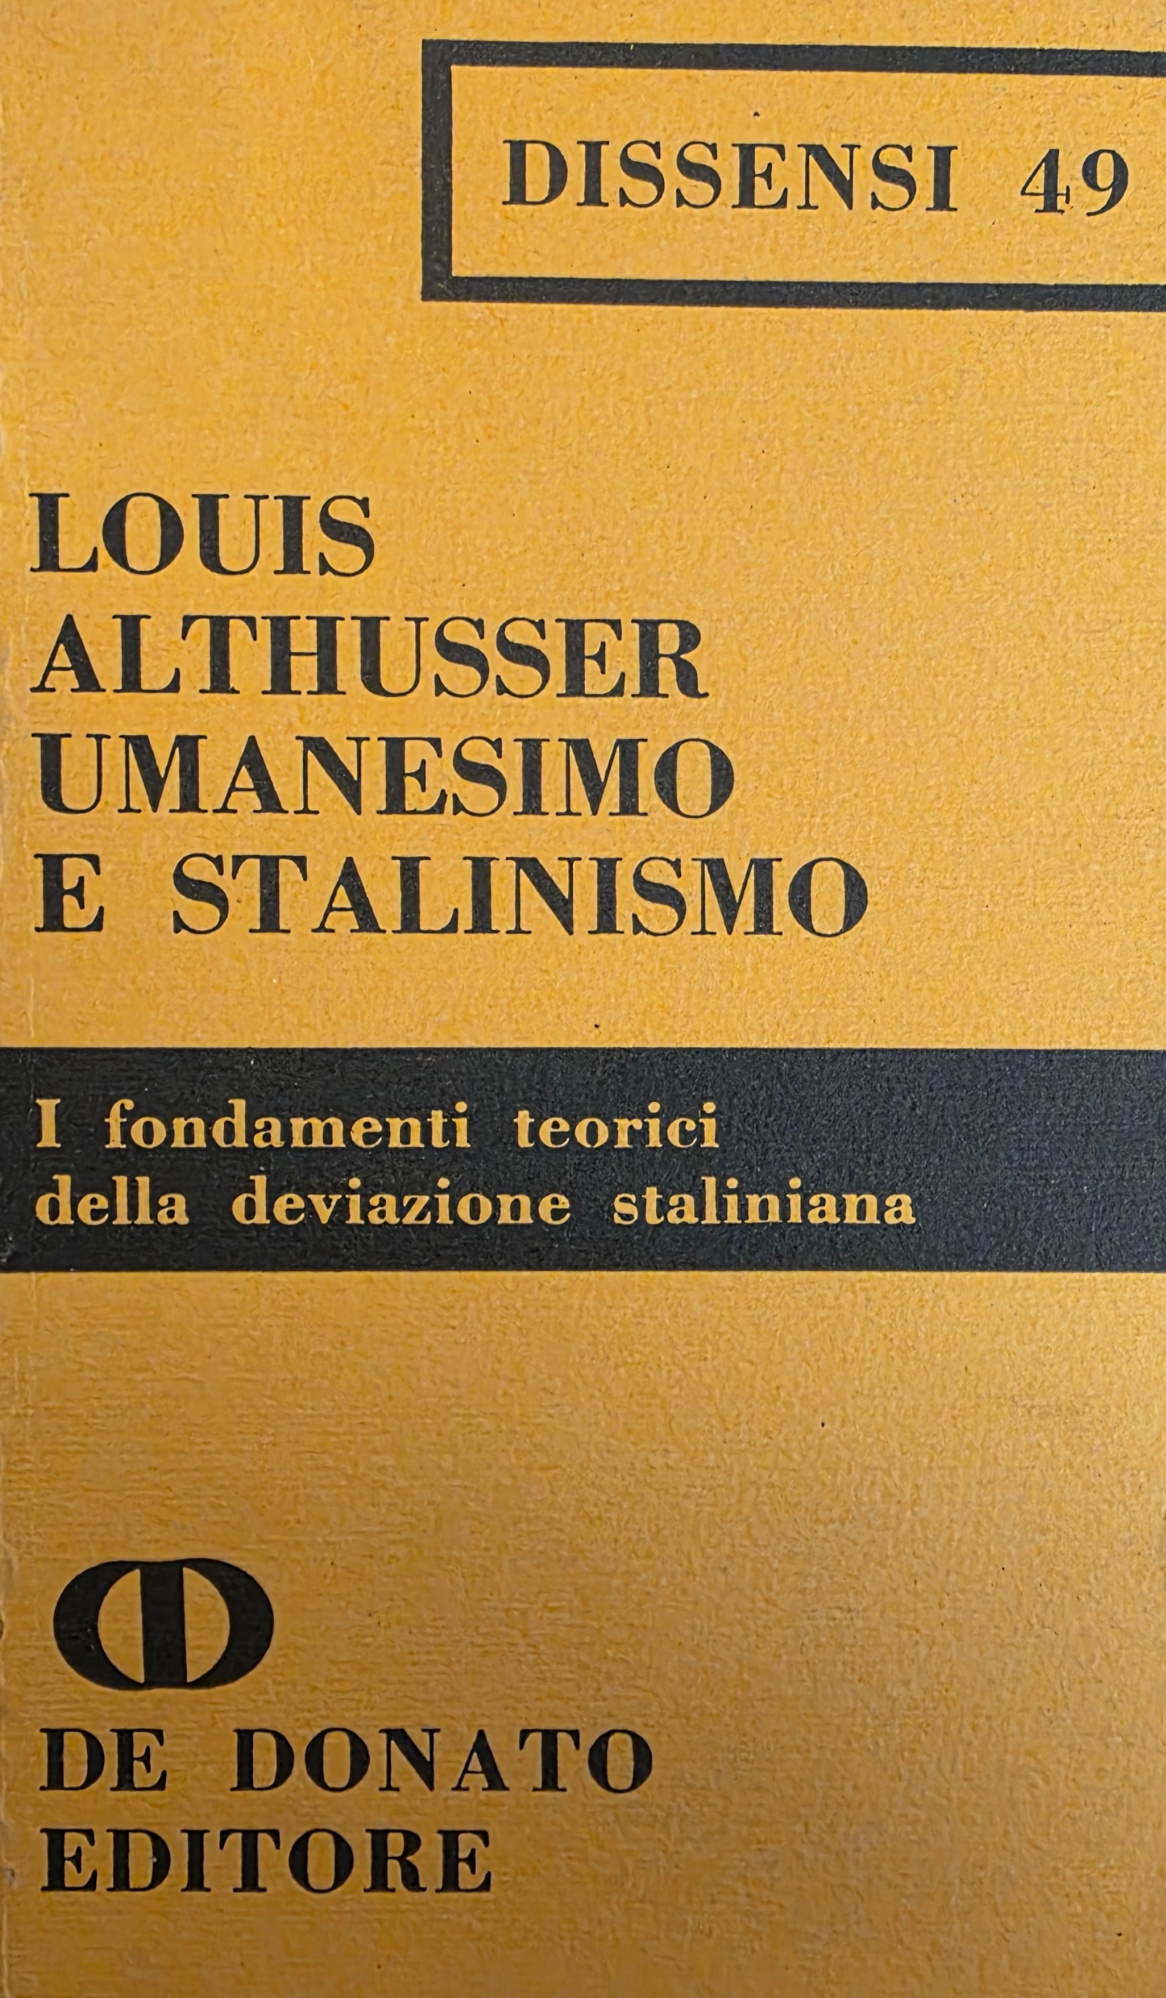 DISSENSI 49
LOUIS
ALTHUSSER
UMANESIMO
E STALINISMO
I fondamenti teorici
della deviazione staliniana
DE DONATO
EDITORE